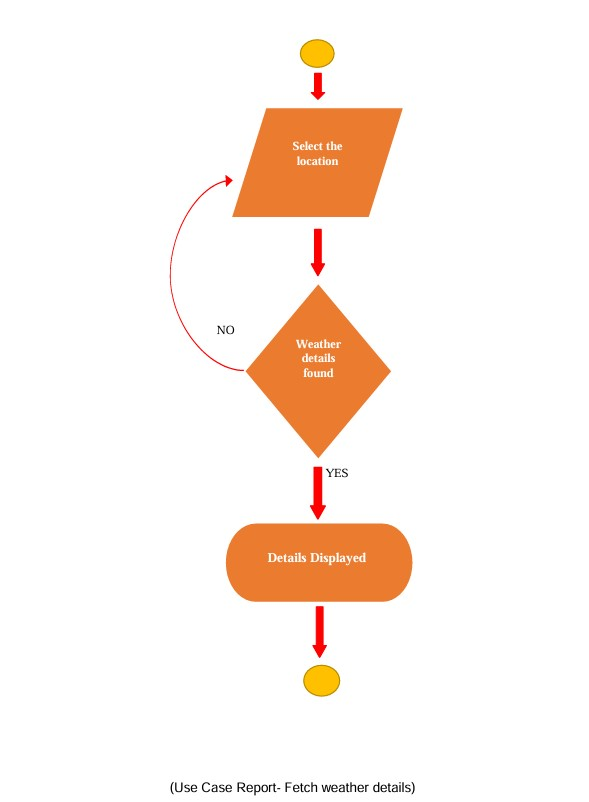 Select the
location
NO
Weather
details
found
YES
Details Displayed
(Use Case Report- Fetch weather details)